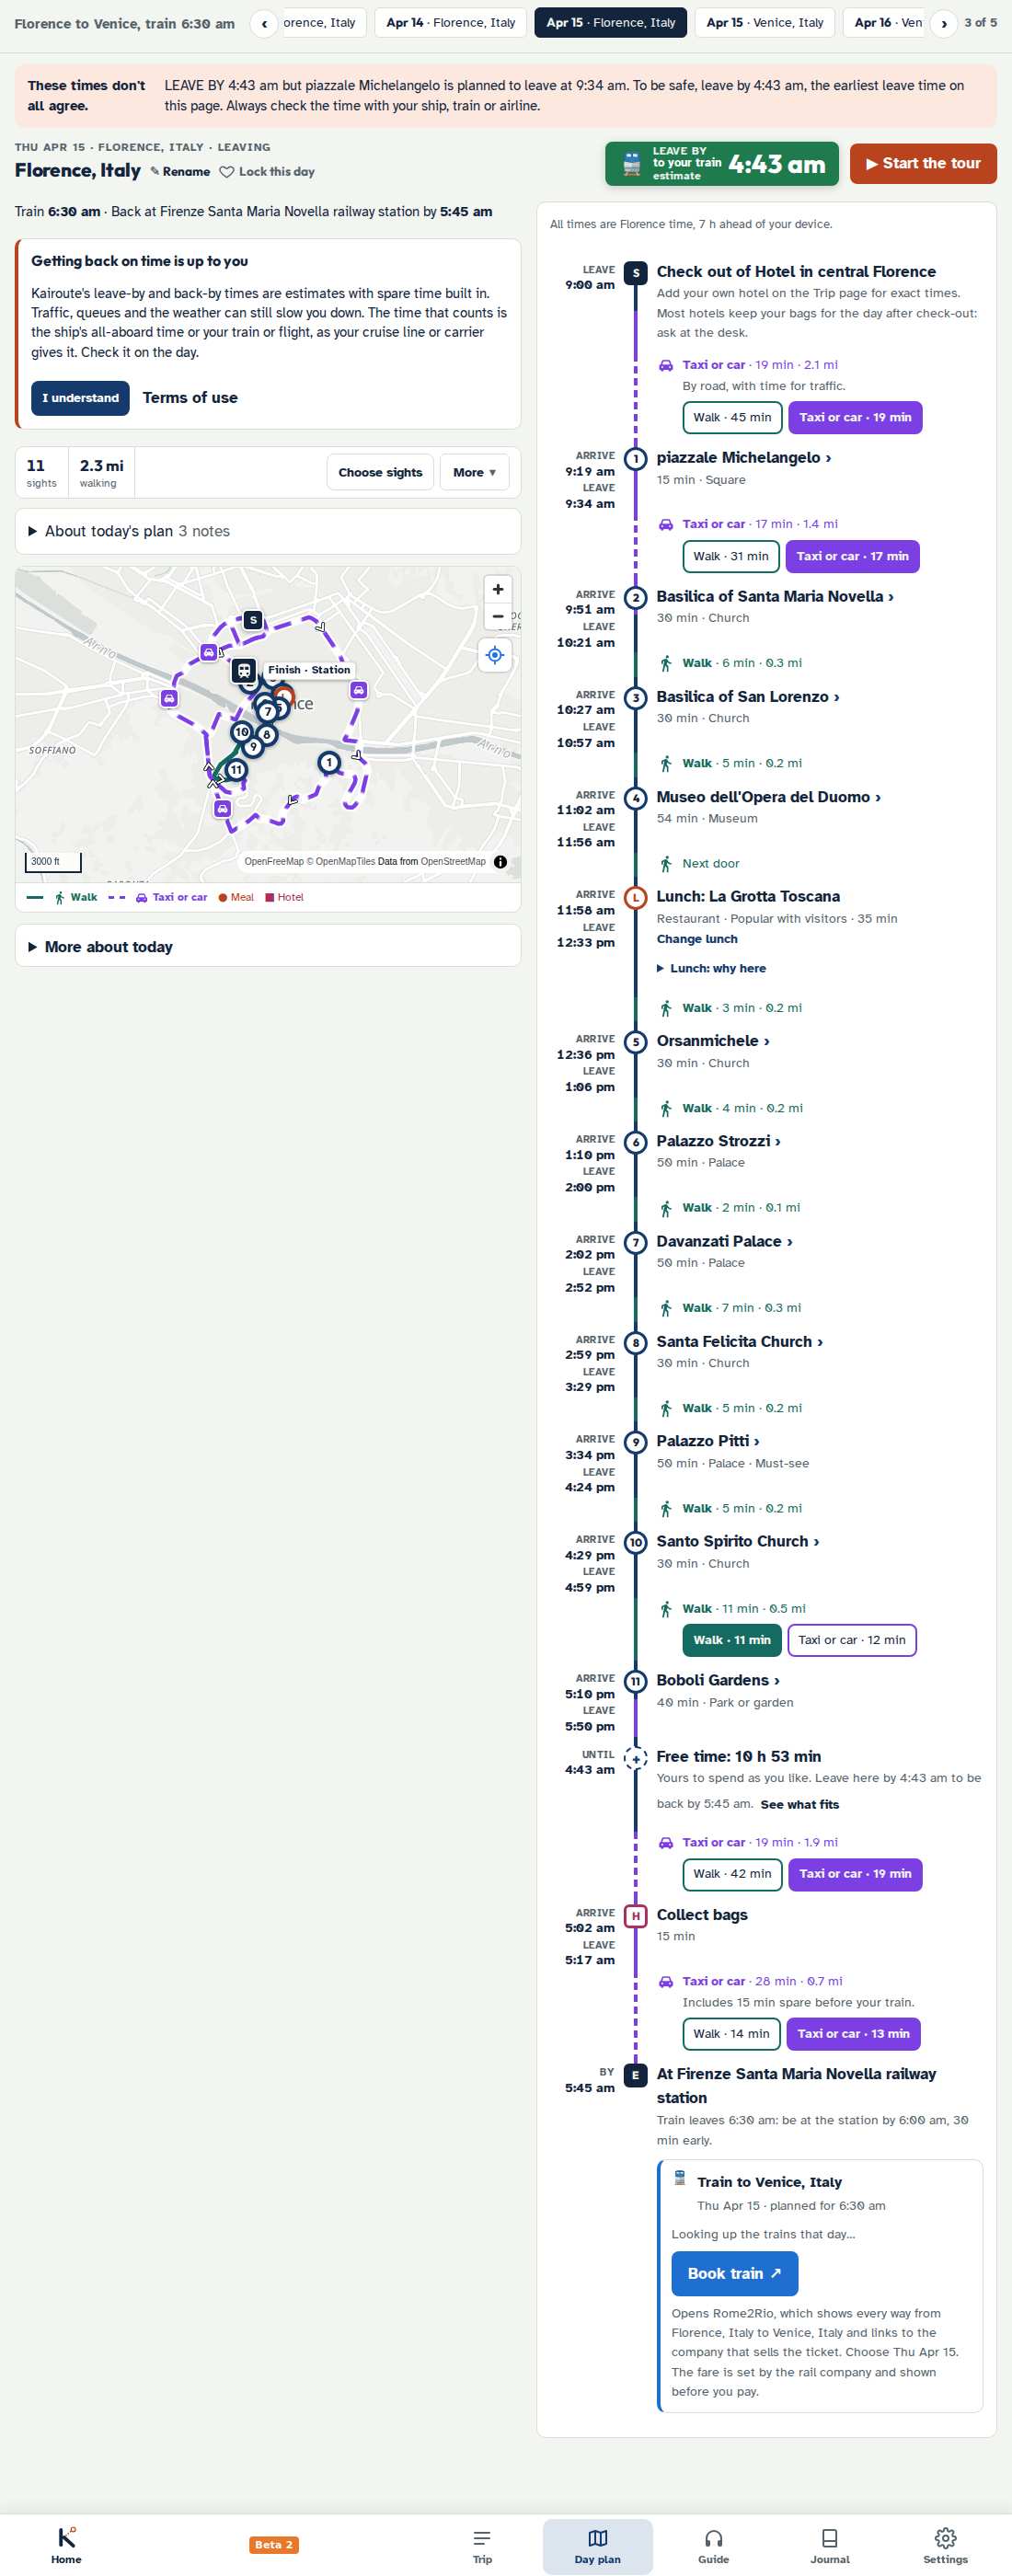 Florence to Venice, train 6:30 am
‹
orence, Italy
Apr 14 · Florence, Italy
Apr 15 · Florence, Italy
Apr 15 · Venice, Italy
Apr 16 · Ven
›
3 of 5
These times don't all agree.
LEAVE BY 4:43 am but piazzale Michelangelo is planned to leave at 9:34 am. To be safe, leave by 4:43 am, the earliest leave time on
this page. Always check the time with your ship, train or airline.
THU APR 15 · FLORENCE, ITALY · LEAVING
Florence, Italy
✎ Rename
Lock this day
LEAVE BY
to your train
estimate
4:43 am
▶ Start the tour
Train 6:30 am · Back at Firenze Santa Maria Novella railway station by 5:45 am
Getting back on time is up to you
Kairoute's leave-by and back-by times are estimates with spare time built in.
Traffic, queues and the weather can still slow you down. The time that counts is
the ship's all-aboard time or your train or flight, as your cruise line or carrier
gives it. Check it on the day.
I understand
Terms of use
11
sights
2.3 mi
walking
Choose sights
More ▾
▶ About today's plan 3 notes
S
Finish · Station
nce
Arino
Arino
SOFFIANO
1
7
8
9
10
11
+
−
3000 ft
OpenFreeMap © OpenMapTiles Data from OpenStreetMap
Walk
Taxi or car
Meal
Hotel
▶ More about today
All times are Florence time, 7 h ahead of your device.
LEAVE
9:00 am
S
Check out of Hotel in central Florence
Add your own hotel on the Trip page for exact times.
Most hotels keep your bags for the day after check-out:
ask at the desk.
Taxi or car · 19 min · 2.1 mi
By road, with time for traffic.
Walk · 45 min
Taxi or car · 19 min
ARRIVE
9:19 am
LEAVE
9:34 am
1
piazzale Michelangelo ›
15 min · Square
Taxi or car · 17 min · 1.4 mi
Walk · 31 min
Taxi or car · 17 min
ARRIVE
9:51 am
LEAVE
10:21 am
2
Basilica of Santa Maria Novella ›
30 min · Church
Walk · 6 min · 0.3 mi
ARRIVE
10:27 am
LEAVE
10:57 am
3
Basilica of San Lorenzo ›
30 min · Church
Walk · 5 min · 0.2 mi
ARRIVE
11:02 am
LEAVE
11:56 am
4
Museo dell'Opera del Duomo ›
54 min · Museum
Next door
ARRIVE
11:58 am
LEAVE
12:33 pm
L
Lunch: La Grotta Toscana
Restaurant · Popular with visitors · 35 min
Change lunch
▶ Lunch: why here
Walk · 3 min · 0.2 mi
ARRIVE
12:36 pm
LEAVE
1:06 pm
5
Orsanmichele ›
30 min · Church
Walk · 4 min · 0.2 mi
ARRIVE
1:10 pm
LEAVE
2:00 pm
6
Palazzo Strozzi ›
50 min · Palace
Walk · 2 min · 0.1 mi
ARRIVE
2:02 pm
LEAVE
2:52 pm
7
Davanzati Palace ›
50 min · Palace
Walk · 7 min · 0.3 mi
ARRIVE
2:59 pm
LEAVE
3:29 pm
8
Santa Felicita Church ›
30 min · Church
Walk · 5 min · 0.2 mi
ARRIVE
3:34 pm
LEAVE
4:24 pm
9
Palazzo Pitti ›
50 min · Palace · Must-see
Walk · 5 min · 0.2 mi
ARRIVE
4:29 pm
LEAVE
4:59 pm
10
Santo Spirito Church ›
30 min · Church
Walk · 11 min · 0.5 mi
Walk · 11 min
Taxi or car · 12 min
ARRIVE
5:10 pm
LEAVE
5:50 pm
11
Boboli Gardens ›
40 min · Park or garden
UNTIL
4:43 am
+
Free time: 10 h 53 min
Yours to spend as you like. Leave here by 4:43 am to be
back by 5:45 am. See what fits
Taxi or car · 19 min · 1.9 mi
Walk · 42 min
Taxi or car · 19 min
ARRIVE
5:02 am
LEAVE
5:17 am
H
Collect bags
15 min
Taxi or car · 28 min · 0.7 mi
Includes 15 min spare before your train.
Walk · 14 min
Taxi or car · 13 min
BY
5:45 am
E
At Firenze Santa Maria Novella railway
station
Train leaves 6:30 am: be at the station by 6:00 am, 30
min early.
Train to Venice, Italy
Thu Apr 15 · planned for 6:30 am
Looking up the trains that day...
Book train ↗
Opens Rome2Rio, which shows every way from
Florence, Italy to Venice, Italy and links to the
company that sells the ticket. Choose Thu Apr 15.
The fare is set by the rail company and shown
before you pay.
Home
Beta 2
Trip
Day plan
Guide
Journal
Settings